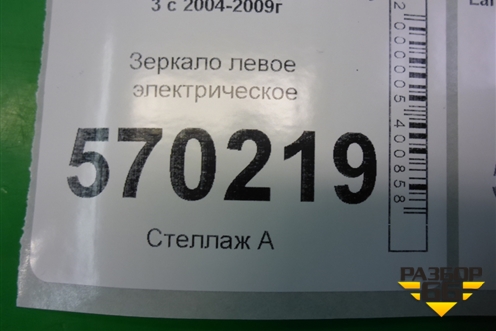 3 с 2004-2009г
Зеркало левое
электрическое
570219
Стеллаж А
2000005400858
РАЗБОР